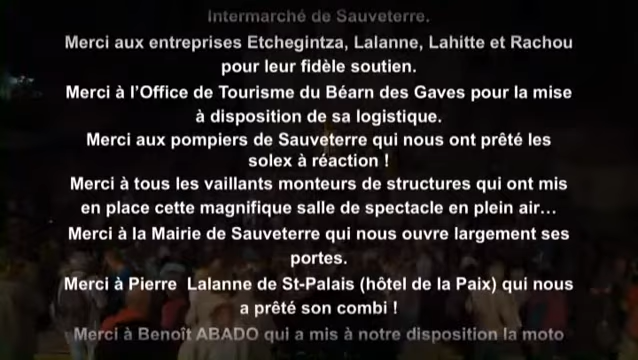 Intermarché de Sauveterre.
Merci aux entreprises Etchegintza, Lalanne, Lahitte et Rachou
pour leur fidèle soutien.
Merci à l'Office de Tourisme du Béarn des Gaves pour la mise
à disposition de sa logistique.
Merci aux pompiers de Sauveterre qui nous ont prêté les
solex à réaction !
Merci à tous les vaillants monteurs de structures qui ont mis
en place cette magnifique salle de spectacle en plein air…
Merci à la Mairie de Sauveterre qui nous ouvre largement ses
portes.
Merci à Pierre  Lalanne de St-Palais (hôtel de la Paix) qui nous
a prêté son combi !
Merci à Benoît ABADO qui a mis à notre disposition la moto